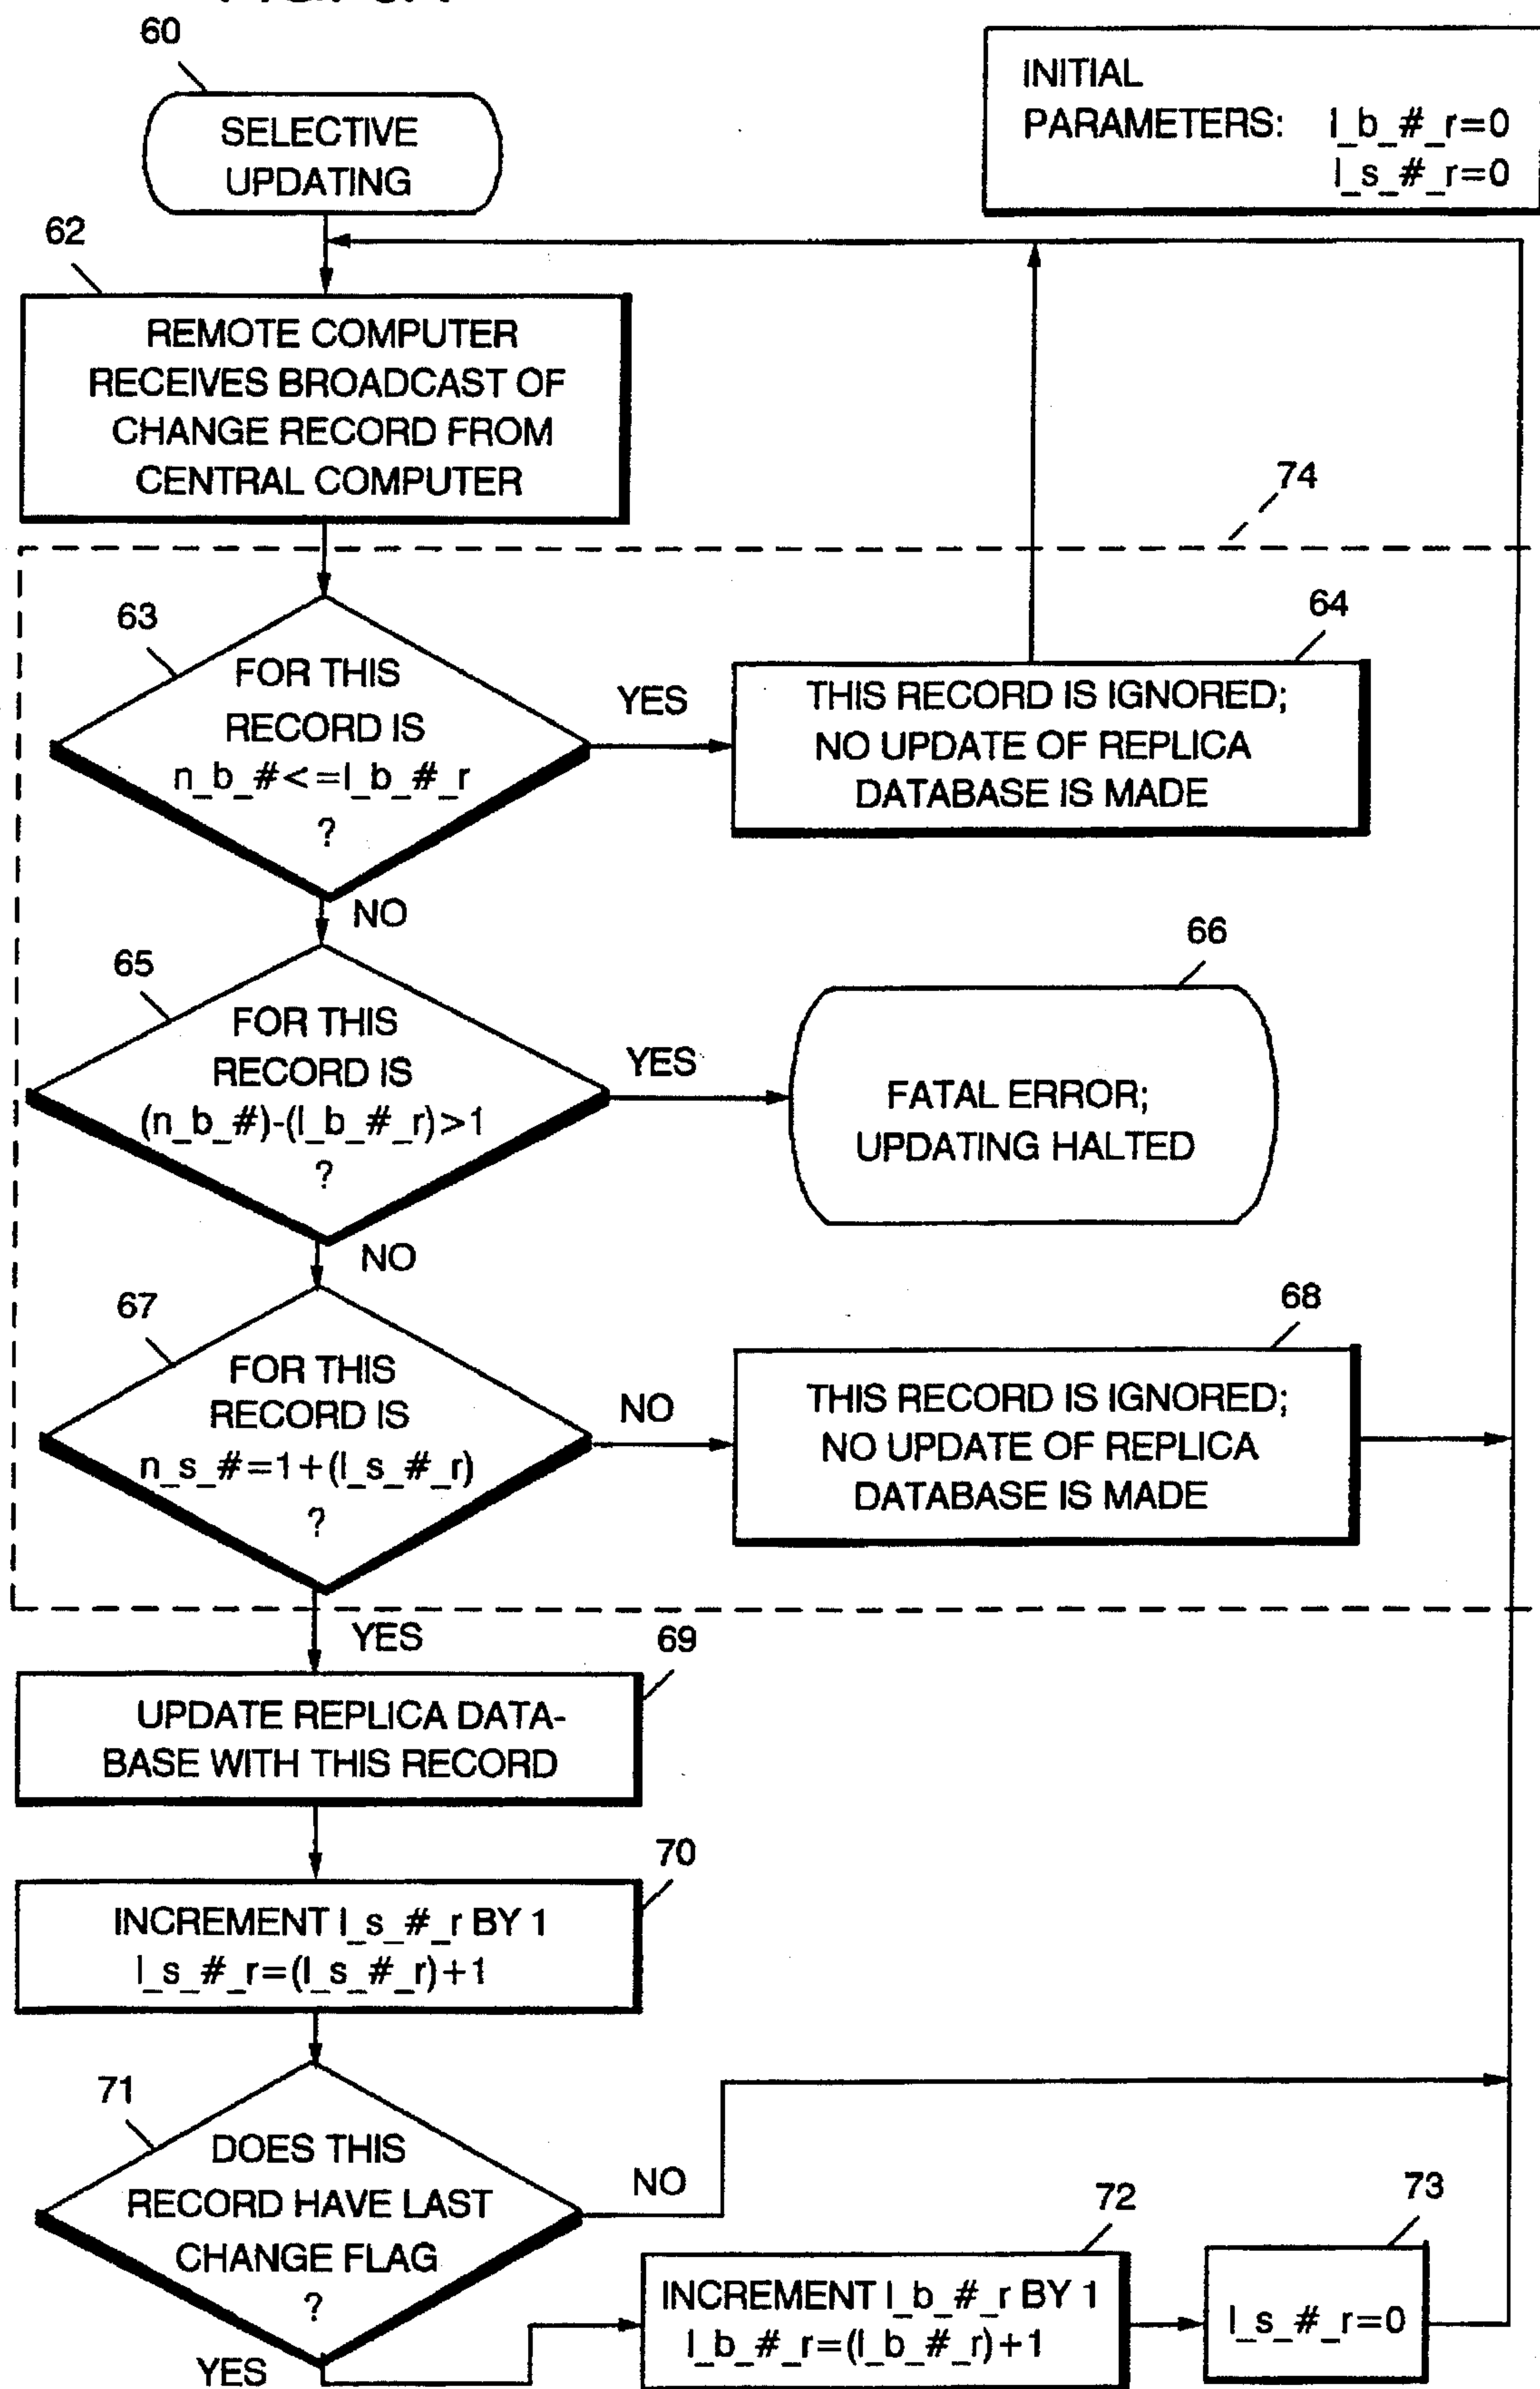 60
SELECTIVE
UPDATING
INITIAL
PARAMETERS: l_b_#_r=0
l_s_#_r=0
62
REMOTE COMPUTER
RECEIVES BROADCAST OF
CHANGE RECORD FROM
CENTRAL COMPUTER
74
63
FOR THIS
RECORD IS
n_b_#<=l_b_#_r
?
YES
64
THIS RECORD IS IGNORED;
NO UPDATE OF REPLICA
DATABASE IS MADE
NO
65
FOR THIS
RECORD IS
(n_b_#)-(l_b_#_r)>1
?
YES
66
FATAL ERROR;
UPDATING HALTED
NO
67
FOR THIS
RECORD IS
n_s_#=1+(l_s_#_r)
?
NO
68
THIS RECORD IS IGNORED;
NO UPDATE OF REPLICA
DATABASE IS MADE
YES
69
UPDATE REPLICA DATA-
BASE WITH THIS RECORD
70
INCREMENT l_s_#_r BY 1
l_s_#_r=(l_s_#_r)+1
71
DOES THIS
RECORD HAVE LAST
CHANGE FLAG
?
NO
YES
72
INCREMENT l_b_#_r BY 1
l_b_#_r=(l_b_#_r)+1
73
l_s_#_r=0